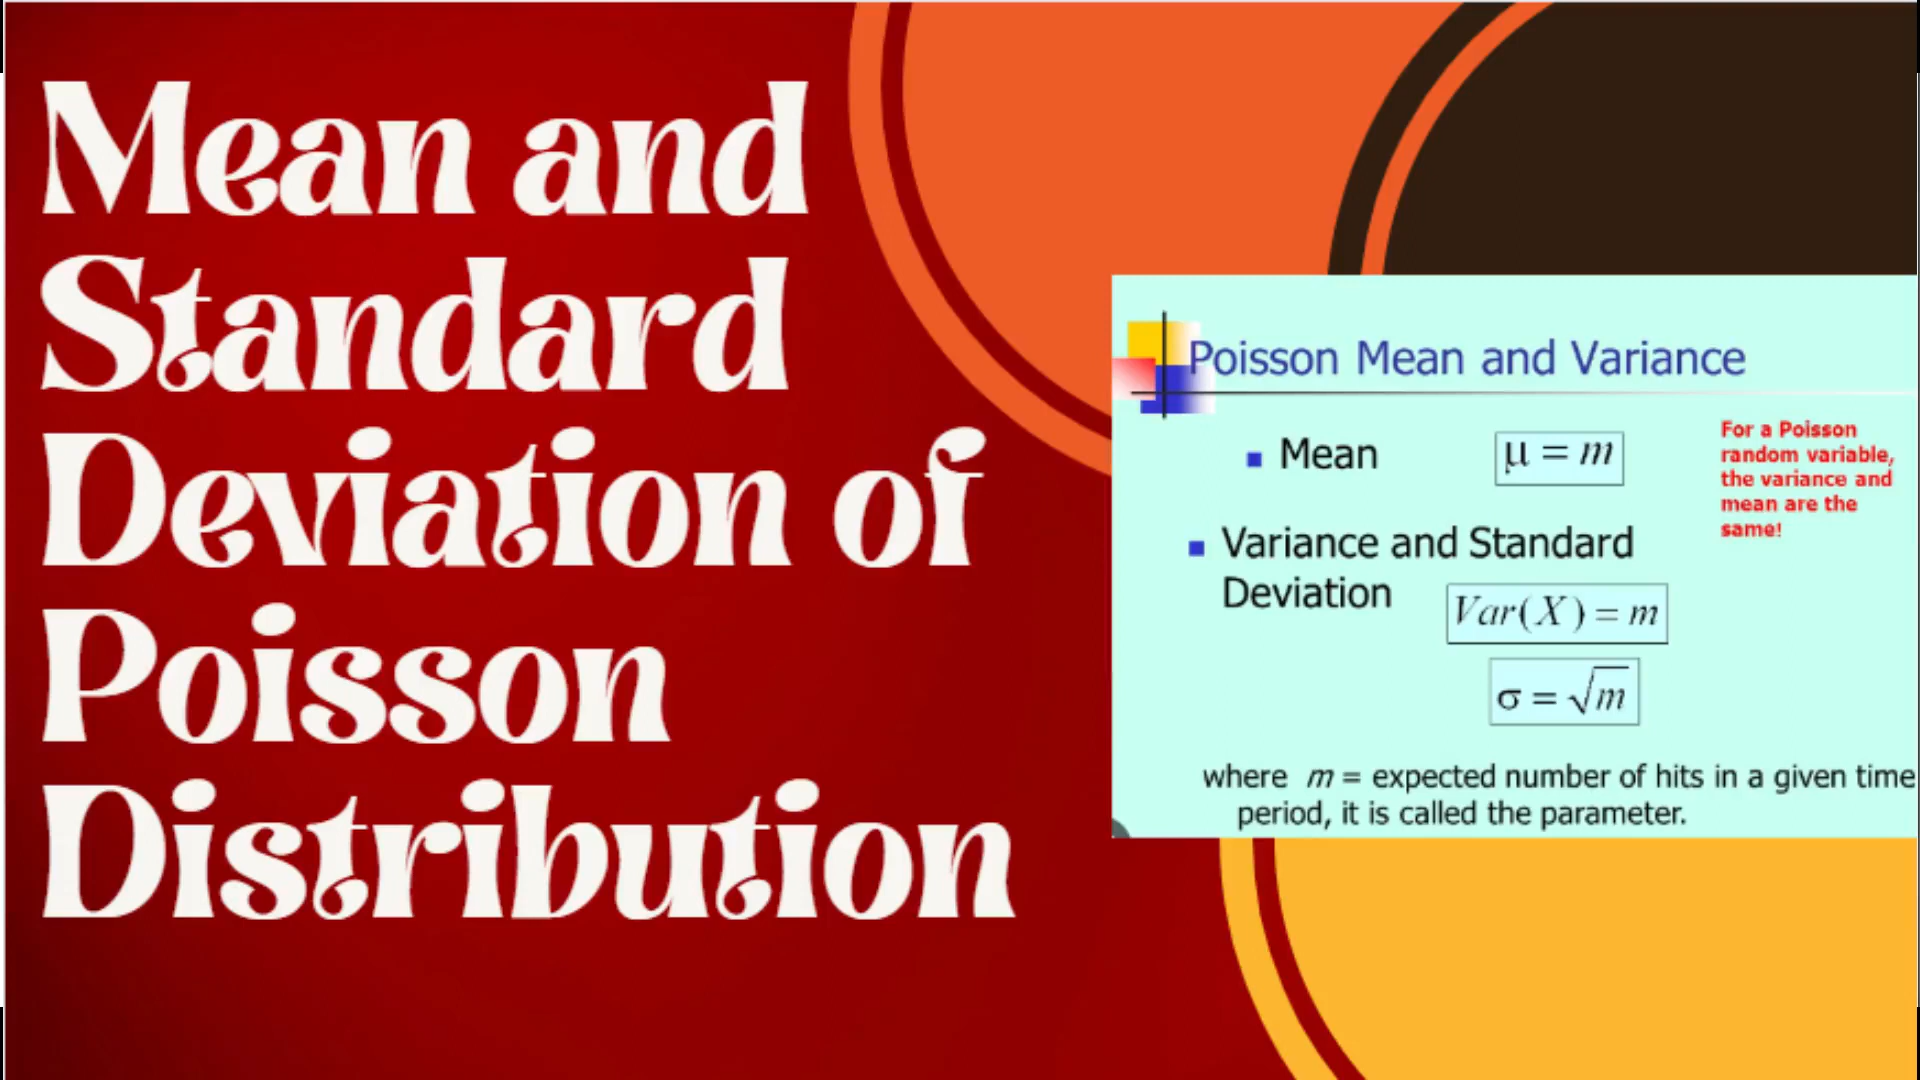 Mean and
Standard
Deviation of
Poisson
Distribution
Poisson Mean and Variance
Mean
μ = m
For a Poisson
random variable,
the variance and
mean are the
same!
Variance and Standard
Deviation
Var(X) = m
σ = √m
where m = expected number of hits in a given time
period, it is called the parameter.